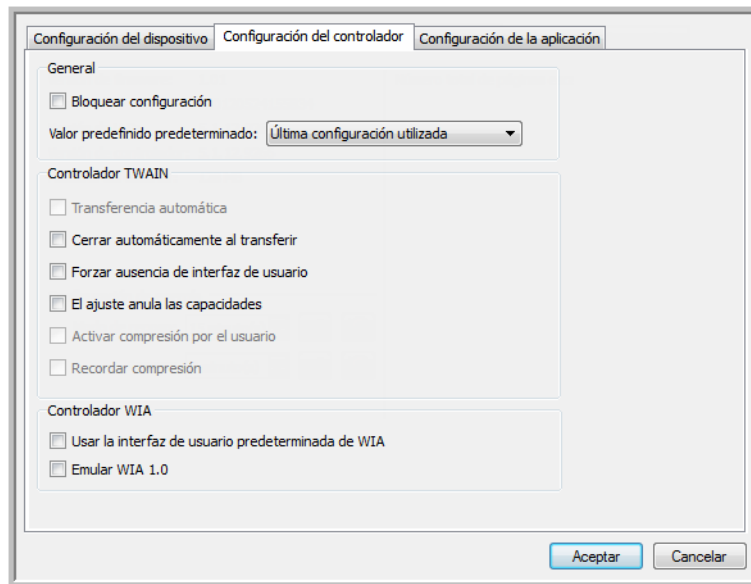 Configuración del dispositivo Configuración del controlador Configuración de la aplicación
General
Bloquear configuración
Valor predefinido predeterminado: Última configuración utilizada
Controlador TWAIN
Transferencia automática
Cerrar automáticamente al transferir
Forzar ausencia de interfaz de usuario
El ajuste anula las capacidades
Activar compresión por el usuario
Recordar compresión
Controlador WIA
Usar la interfaz de usuario predeterminada de WIA
Emular WIA 1.0
Aceptar Cancelar